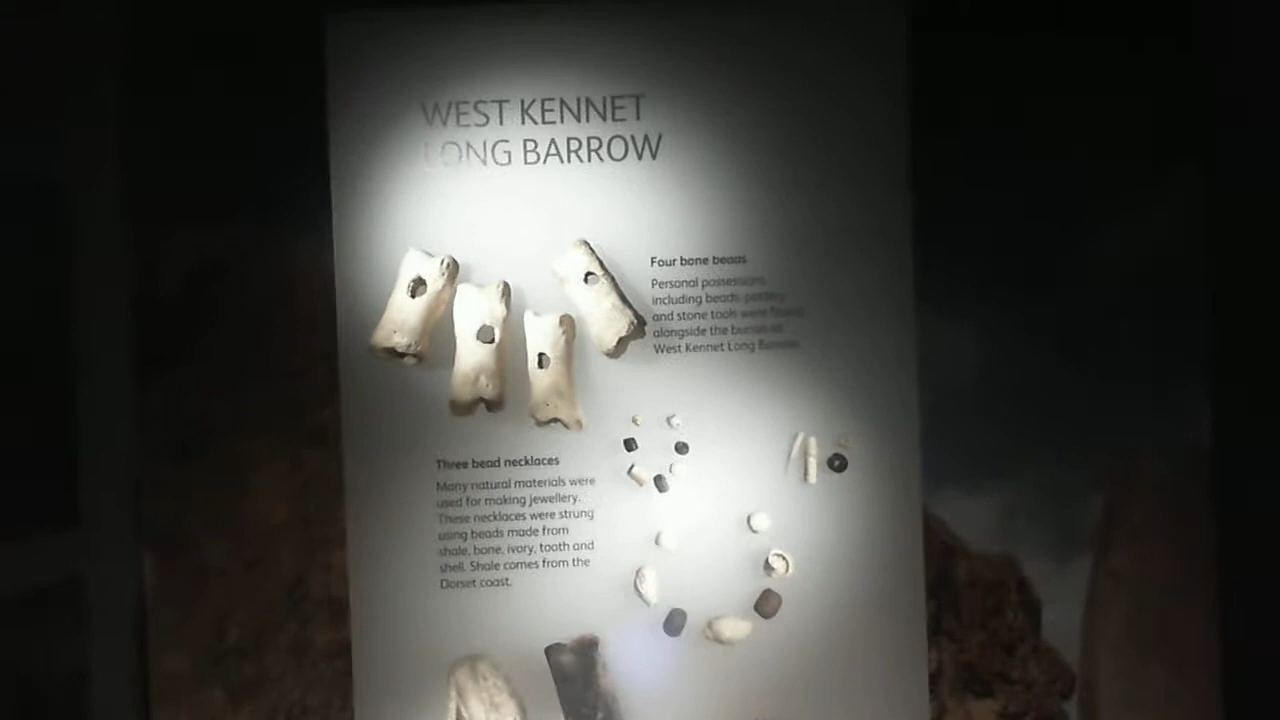 WEST KENNET
LONG BARROW
Four bone beads
Personal possessions
including beads, pottery
and stone tools were found
alongside the burials at
West Kennet Long Barrow.
Three bead necklaces
Many natural materials were
used for making jewellery.
These necklaces were strung
using beads made from
shale, bone, ivory, tooth and
shell. Shale comes from the
Dorset coast.